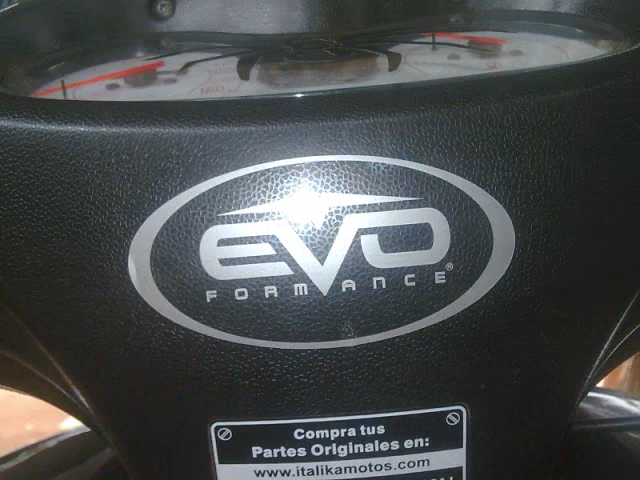 EVO
FORMANCE®
Compra tus
Partes Originales en:
www.italikamotos.com